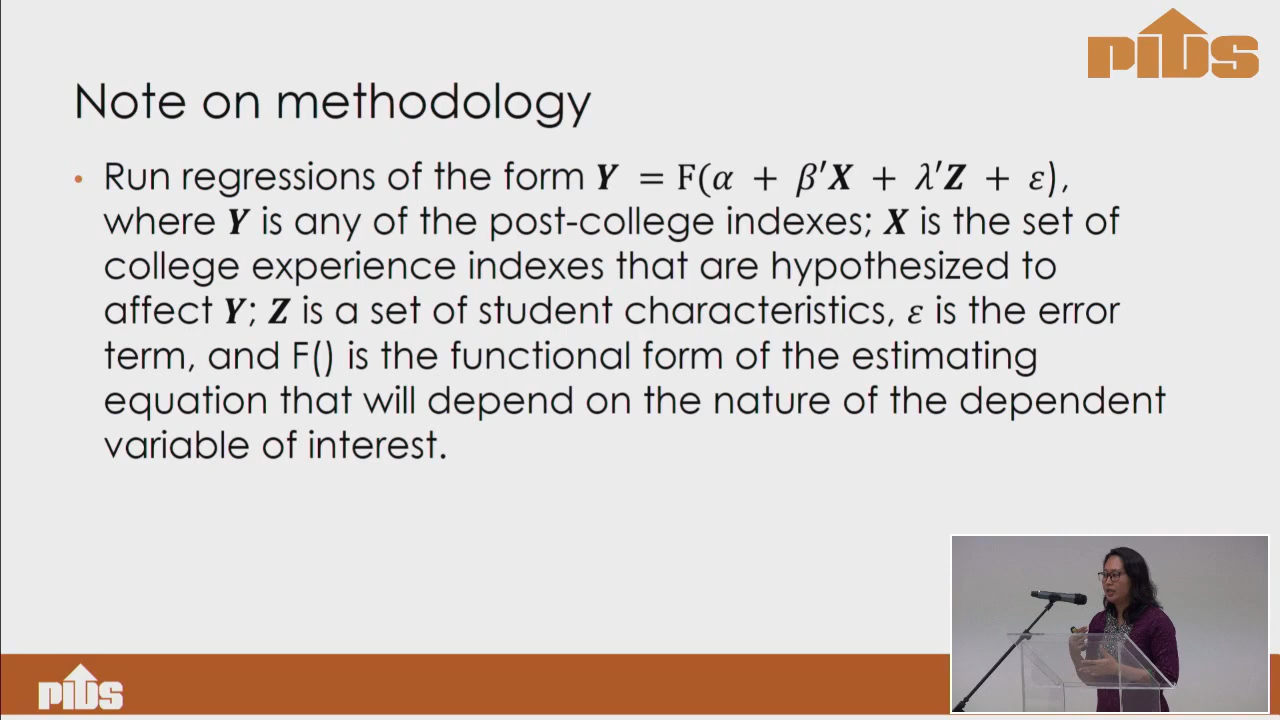 PIDS
Note on methodology
• Run regressions of the form Y = F(α + β′X + λ′Z + ε),
where Y is any of the post-college indexes; X is the set of
college experience indexes that are hypothesized to
affect Y; Z is a set of student characteristics, ε is the error
term, and F() is the functional form of the estimating
equation that will depend on the nature of the dependent
variable of interest.
PIDS